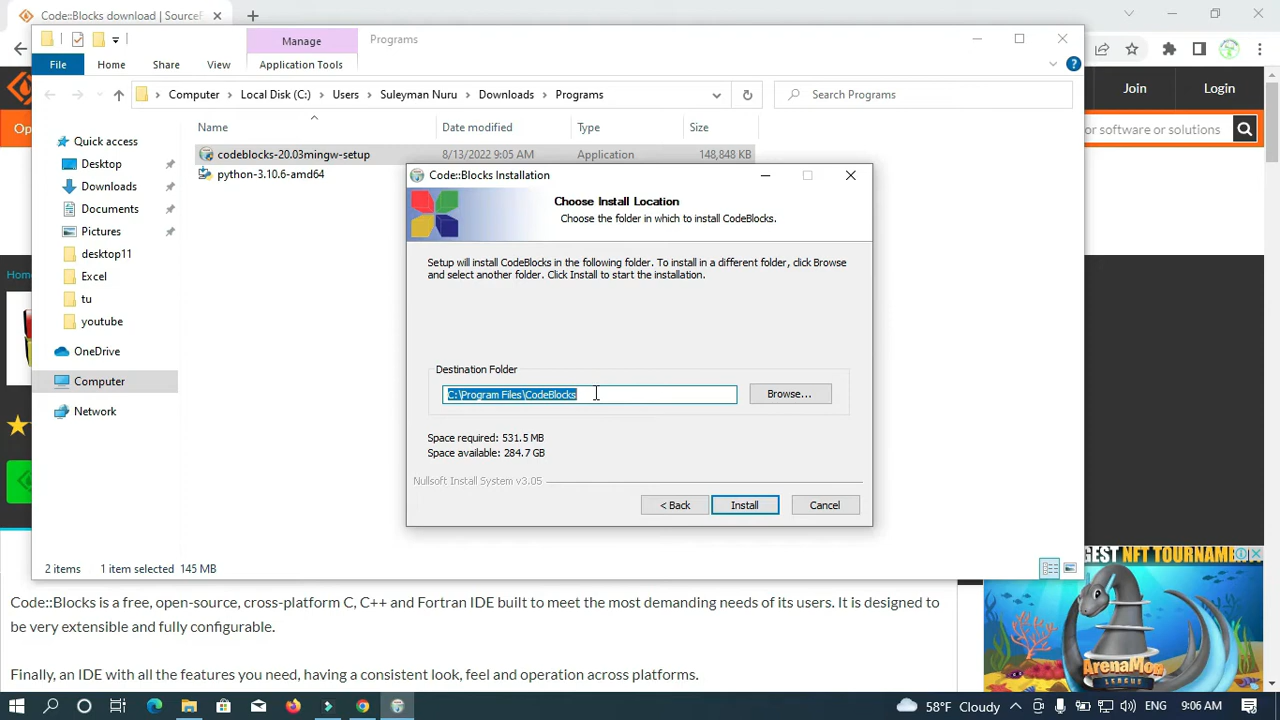 Code::Blocks download | SourceF
Manage
Programs
File
Home
Share
View
Application Tools
Computer
Local Disk (C:)
Users
Suleyman Nuru
Downloads
Programs
Search Programs
Join
Login
Op
or software or solutions
Name
Date modified
Type
Size
Quick access
Desktop
Downloads
Documents
Pictures
desktop11
Excel
tu
youtube
OneDrive
Computer
Network
codeblocks-20.03mingw-setup
8/13/2022 9:05 AM
Application
148,848 KB
python-3.10.6-amd64
Home
Code::Blocks Installation
Choose Install Location
Choose the folder in which to install CodeBlocks.
Setup will install CodeBlocks in the following folder. To install in a different folder, click Browse
and select another folder. Click Install to start the installation.
Destination Folder
C:\Program Files\CodeBlocks
Browse...
Space required: 531.5 MB
Space available: 284.7 GB
Nullsoft Install System v3.05
< Back
Install
Cancel
2 items
1 item selected
145 MB
GEST NFT TOURNAME
Code::Blocks is a free, open-source, cross-platform C, C++ and Fortran IDE built to meet the most demanding needs of its users. It is designed to
be very extensible and fully configurable.
Finally, an IDE with all the features you need, having a consistent look, feel and operation across platforms.
ArenaMon
LEAGUE
58°F
Cloudy
ENG
9:06 AM